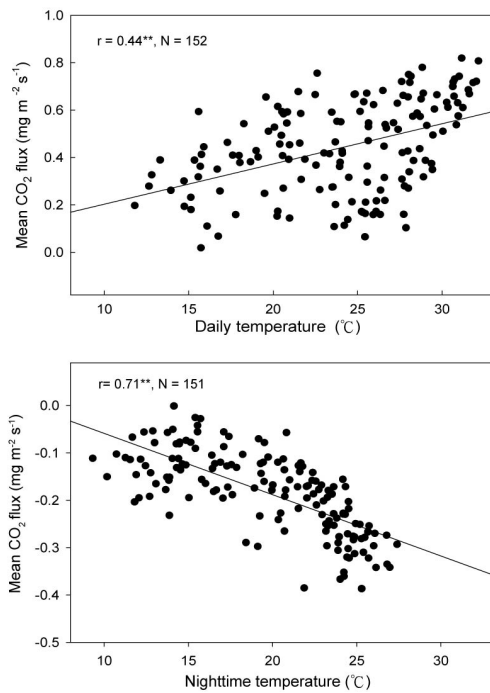 1.0
r = 0.44**, N = 152
0.8
0.6
0.4
0.2
0.0
Mean CO₂ flux (mg m⁻² s⁻¹)
10 15 20 25 30
Daily temperature (℃)
r= 0.71**, N = 151
0.0
-0.1
-0.2
-0.3
-0.4
-0.5
Mean CO₂ flux (mg m⁻² s⁻¹)
10 15 20 25 30
Nighttime temperature (℃)